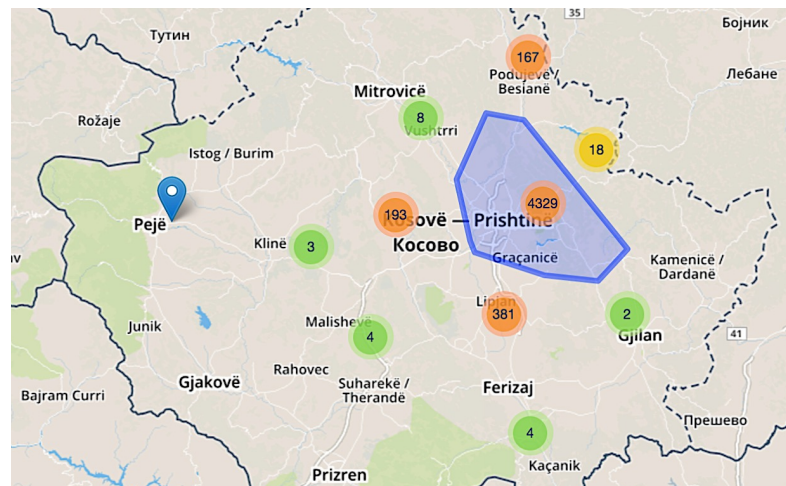 35
Бојник
Тутин
167
Podujevë /
Besianë
Лебане
Mitrovicë
8
Vushtrri
Rožaje
18
Istog / Burim
4329
193
Kosovë — Prishtinë
Pejë
Klinë
3
Косово
Graçanicë
Kamenicë /
Dardanë
Lipjan
381
2
Junik
Malishevë
4
Gjilan
41
Rahovec
Gjakovë
Suharekë /
Therandë
Ferizaj
Bajram Curri
Прешево
4
Kaçanik
Prizren